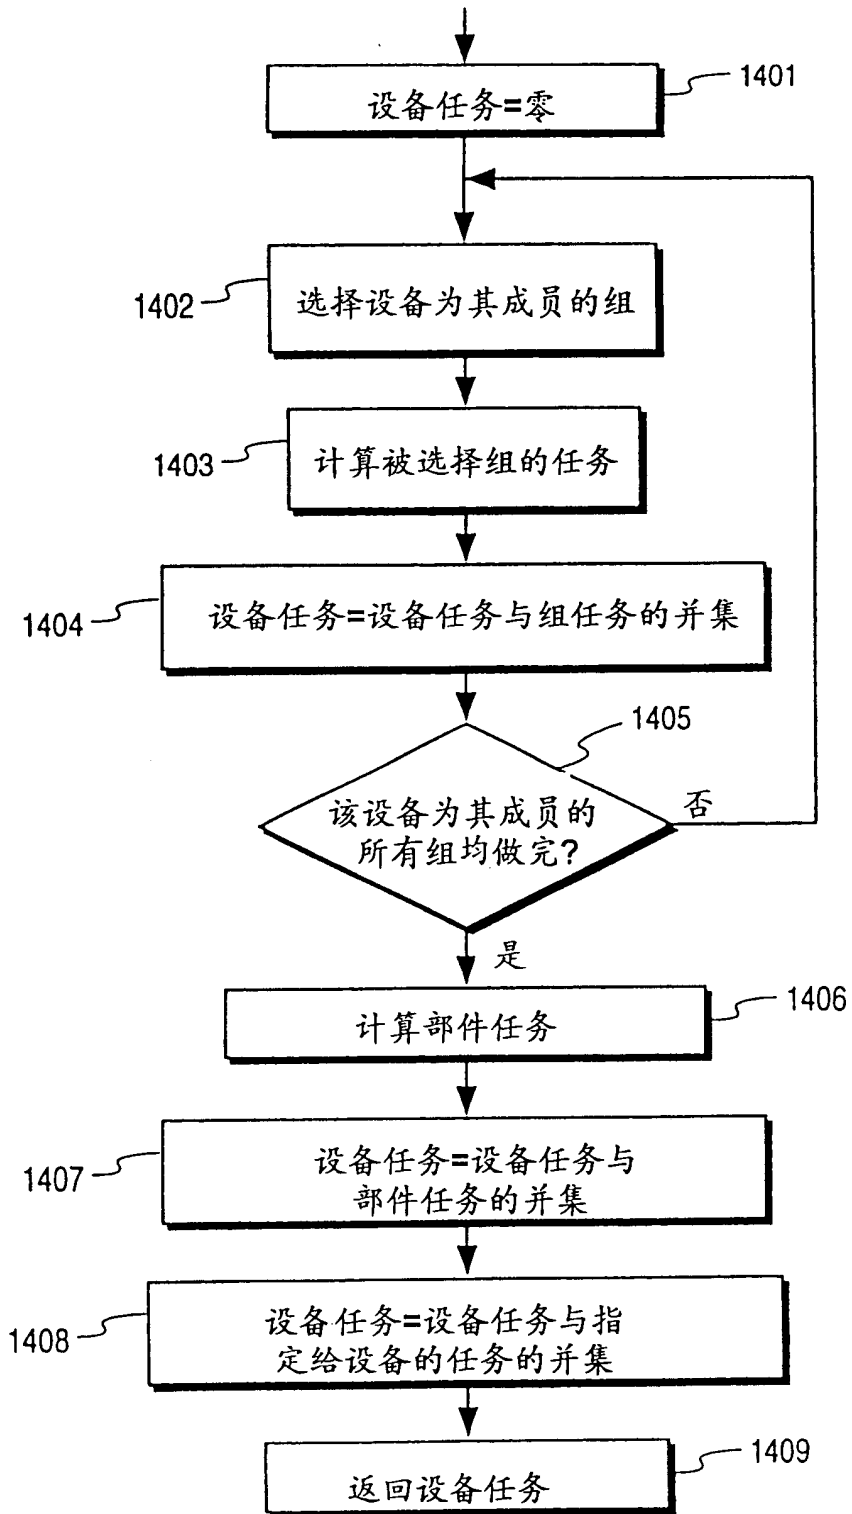 设备任务=零
1401
选择设备为其成员的组
1402
计算被选择组的任务
1403
设备任务=设备任务与组任务的并集
1404
1405
该设备为其成员的
所有组均做完?
否
是
计算部件任务
1406
设备任务=设备任务与
部件任务的并集
1407
设备任务=设备任务与指
定给设备的任务的并集
1408
返回设备任务
1409